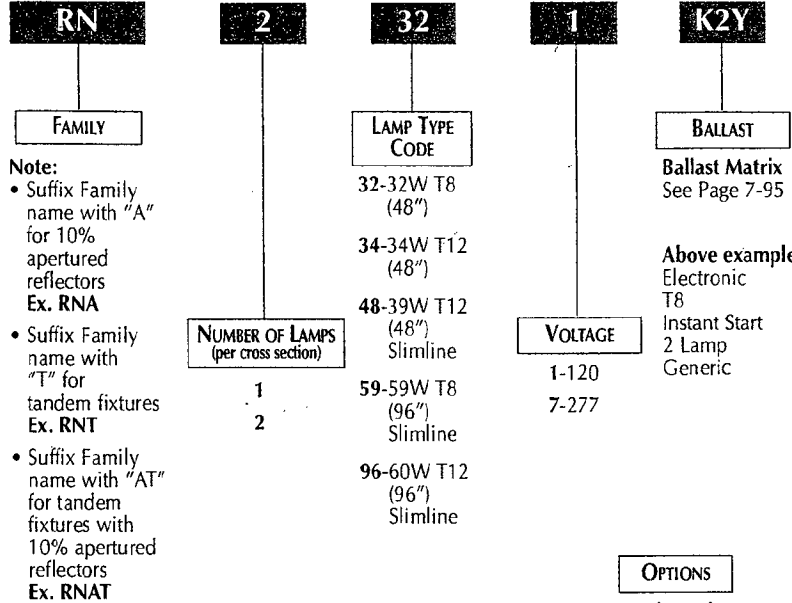 RN 2 32 1 K2Y
FAMILY
Note:
• Suffix Family
name with "A"
for 10%
apertured
reflectors
Ex. RNA
• Suffix Family
name with
"T" for
tandem fixtures
Ex. RNT
• Suffix Family
name with "AT"
for tandem
fixtures with
10% apertured
reflectors
Ex. RNAT
NUMBER OF LAMPS
(per cross section)
1
2
LAMP TYPE
CODE
32-32W T8
(48")
34-34W T12
(48")
48-39W T12
(48")
Slimline
59-59W T8
(96")
Slimline
96-60W T12
(96")
Slimline
VOLTAGE
1-120
7-277
BALLAST
Ballast Matrix
See Page 7-95
Above example
Electronic
T8
Instant Start
2 Lamp
Generic
OPTIONS